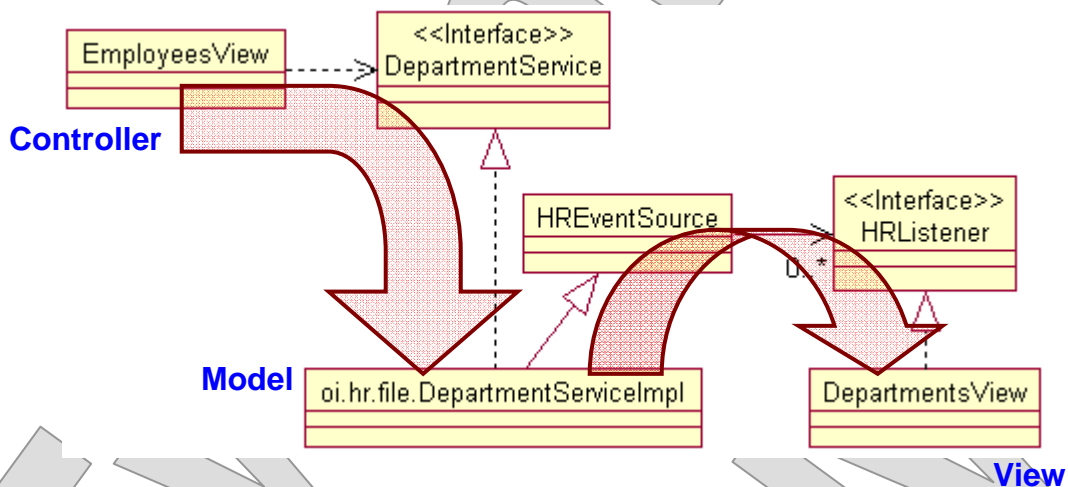 EmployeesView
<<Interface>>
DepartmentService
Controller
HREventSource
<<Interface>>
HRListener
0..*
Model
oi.hr.file.DepartmentServiceImpl
DepartmentsView
View